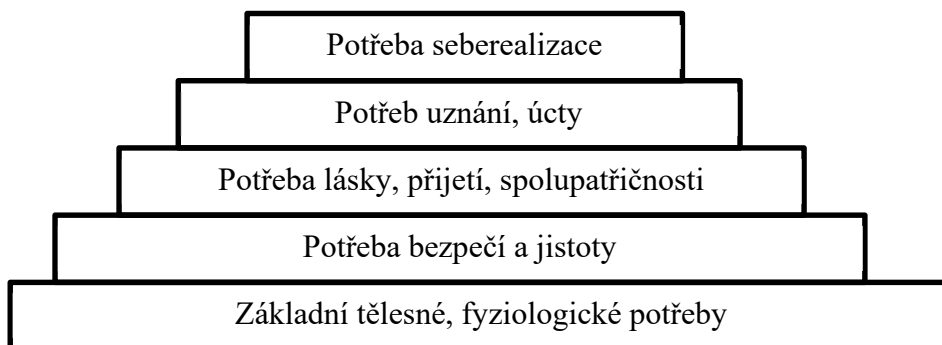 Potřeba seberealizace
Potřeb uznání, úcty
Potřeba lásky, přijetí, spolupatřičnosti
Potřeba bezpečí a jistoty
Základní tělesné, fyziologické potřeby